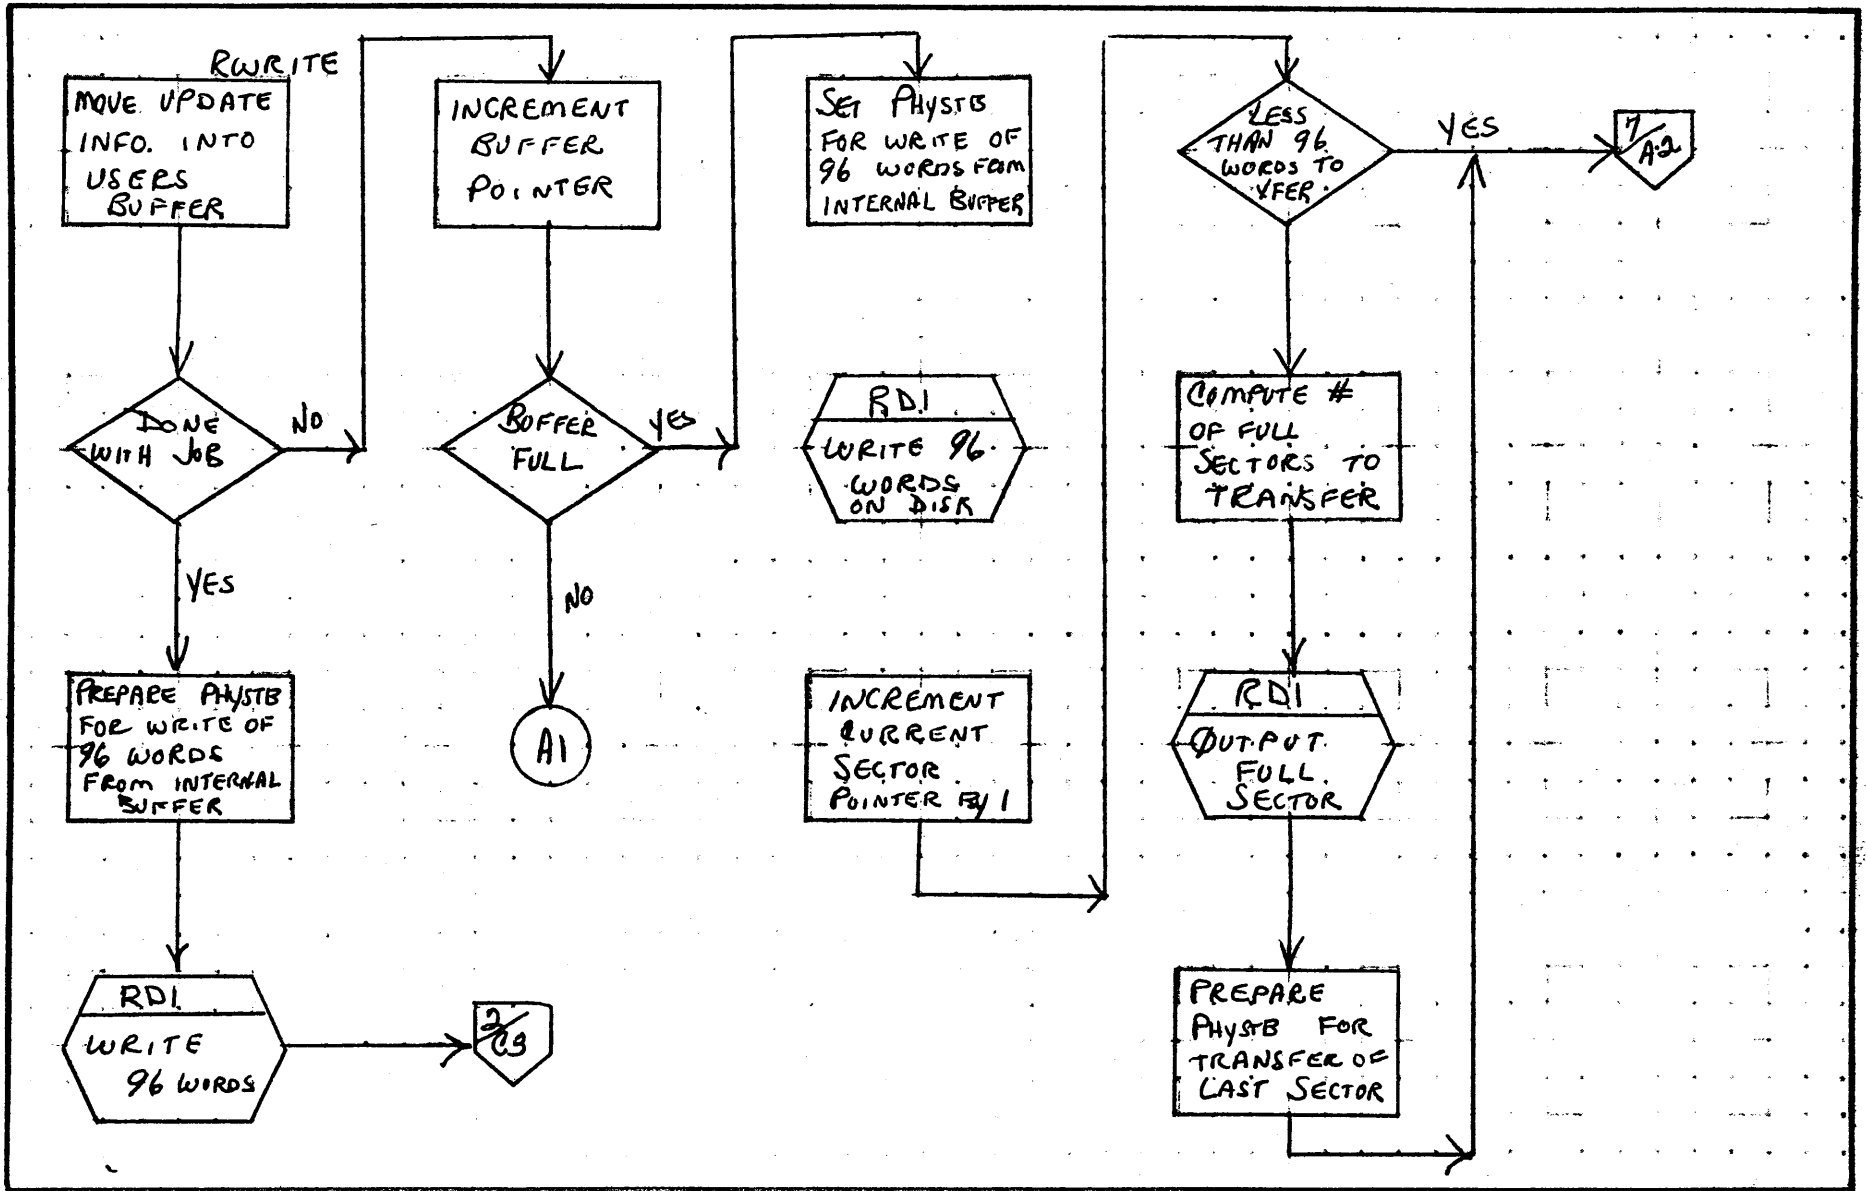 RWRITE
MOVE UPDATE
INFO. INTO
USERS
BUFFER
DONE
WITH JOB
NO
YES
PREPARE PHYSTB
FOR WRITE OF
96 WORDS
FROM INTERNAL
BUFFER
RDI
WRITE
96 WORDS
2/
C3
INCREMENT
BUFFER
POINTER
BUFFER
FULL
YES
NO
A1
SET PHYSTB
FOR WRITE OF
96 WORDS FROM
INTERNAL BUFFER
RDI
WRITE 96
WORDS
ON DISK
INCREMENT
CURRENT
SECTOR
POINTER BY 1
LESS
THAN 96
WORDS TO
XFER.
YES
7/
A2
COMPUTE #
OF FULL
SECTORS TO
TRANSFER
RDI
OUTPUT
FULL
SECTOR
PREPARE
PHYSTB FOR
TRANSFER OF
LAST SECTOR